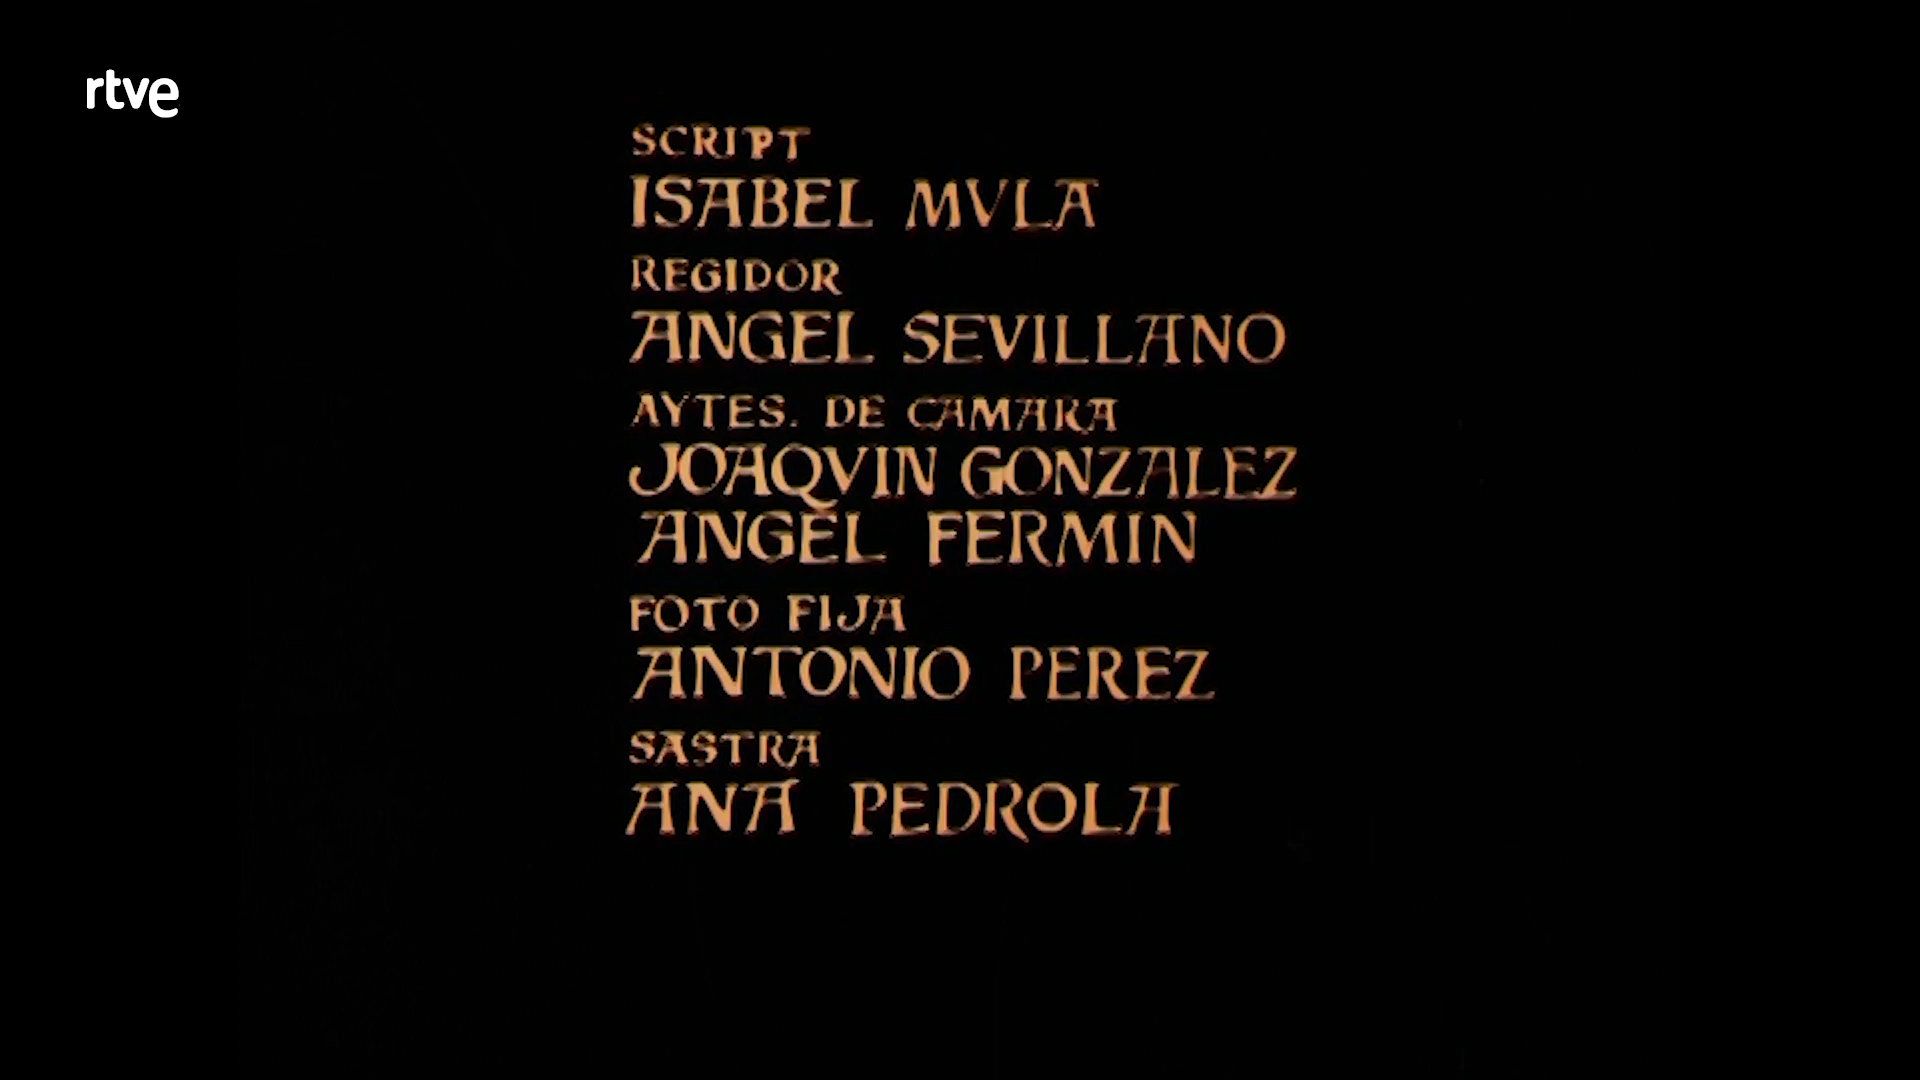 rtve
SCRIPT
ISABEL MVLA
REGIDOR
ANGEL SEVILLANO
AYTES. DE CAMARA
JOAQVIN GONZALEZ
ANGEL FERMIN
FOTO FIJA
ANTONIO PEREZ
SASTRA
ANA PEDROLA